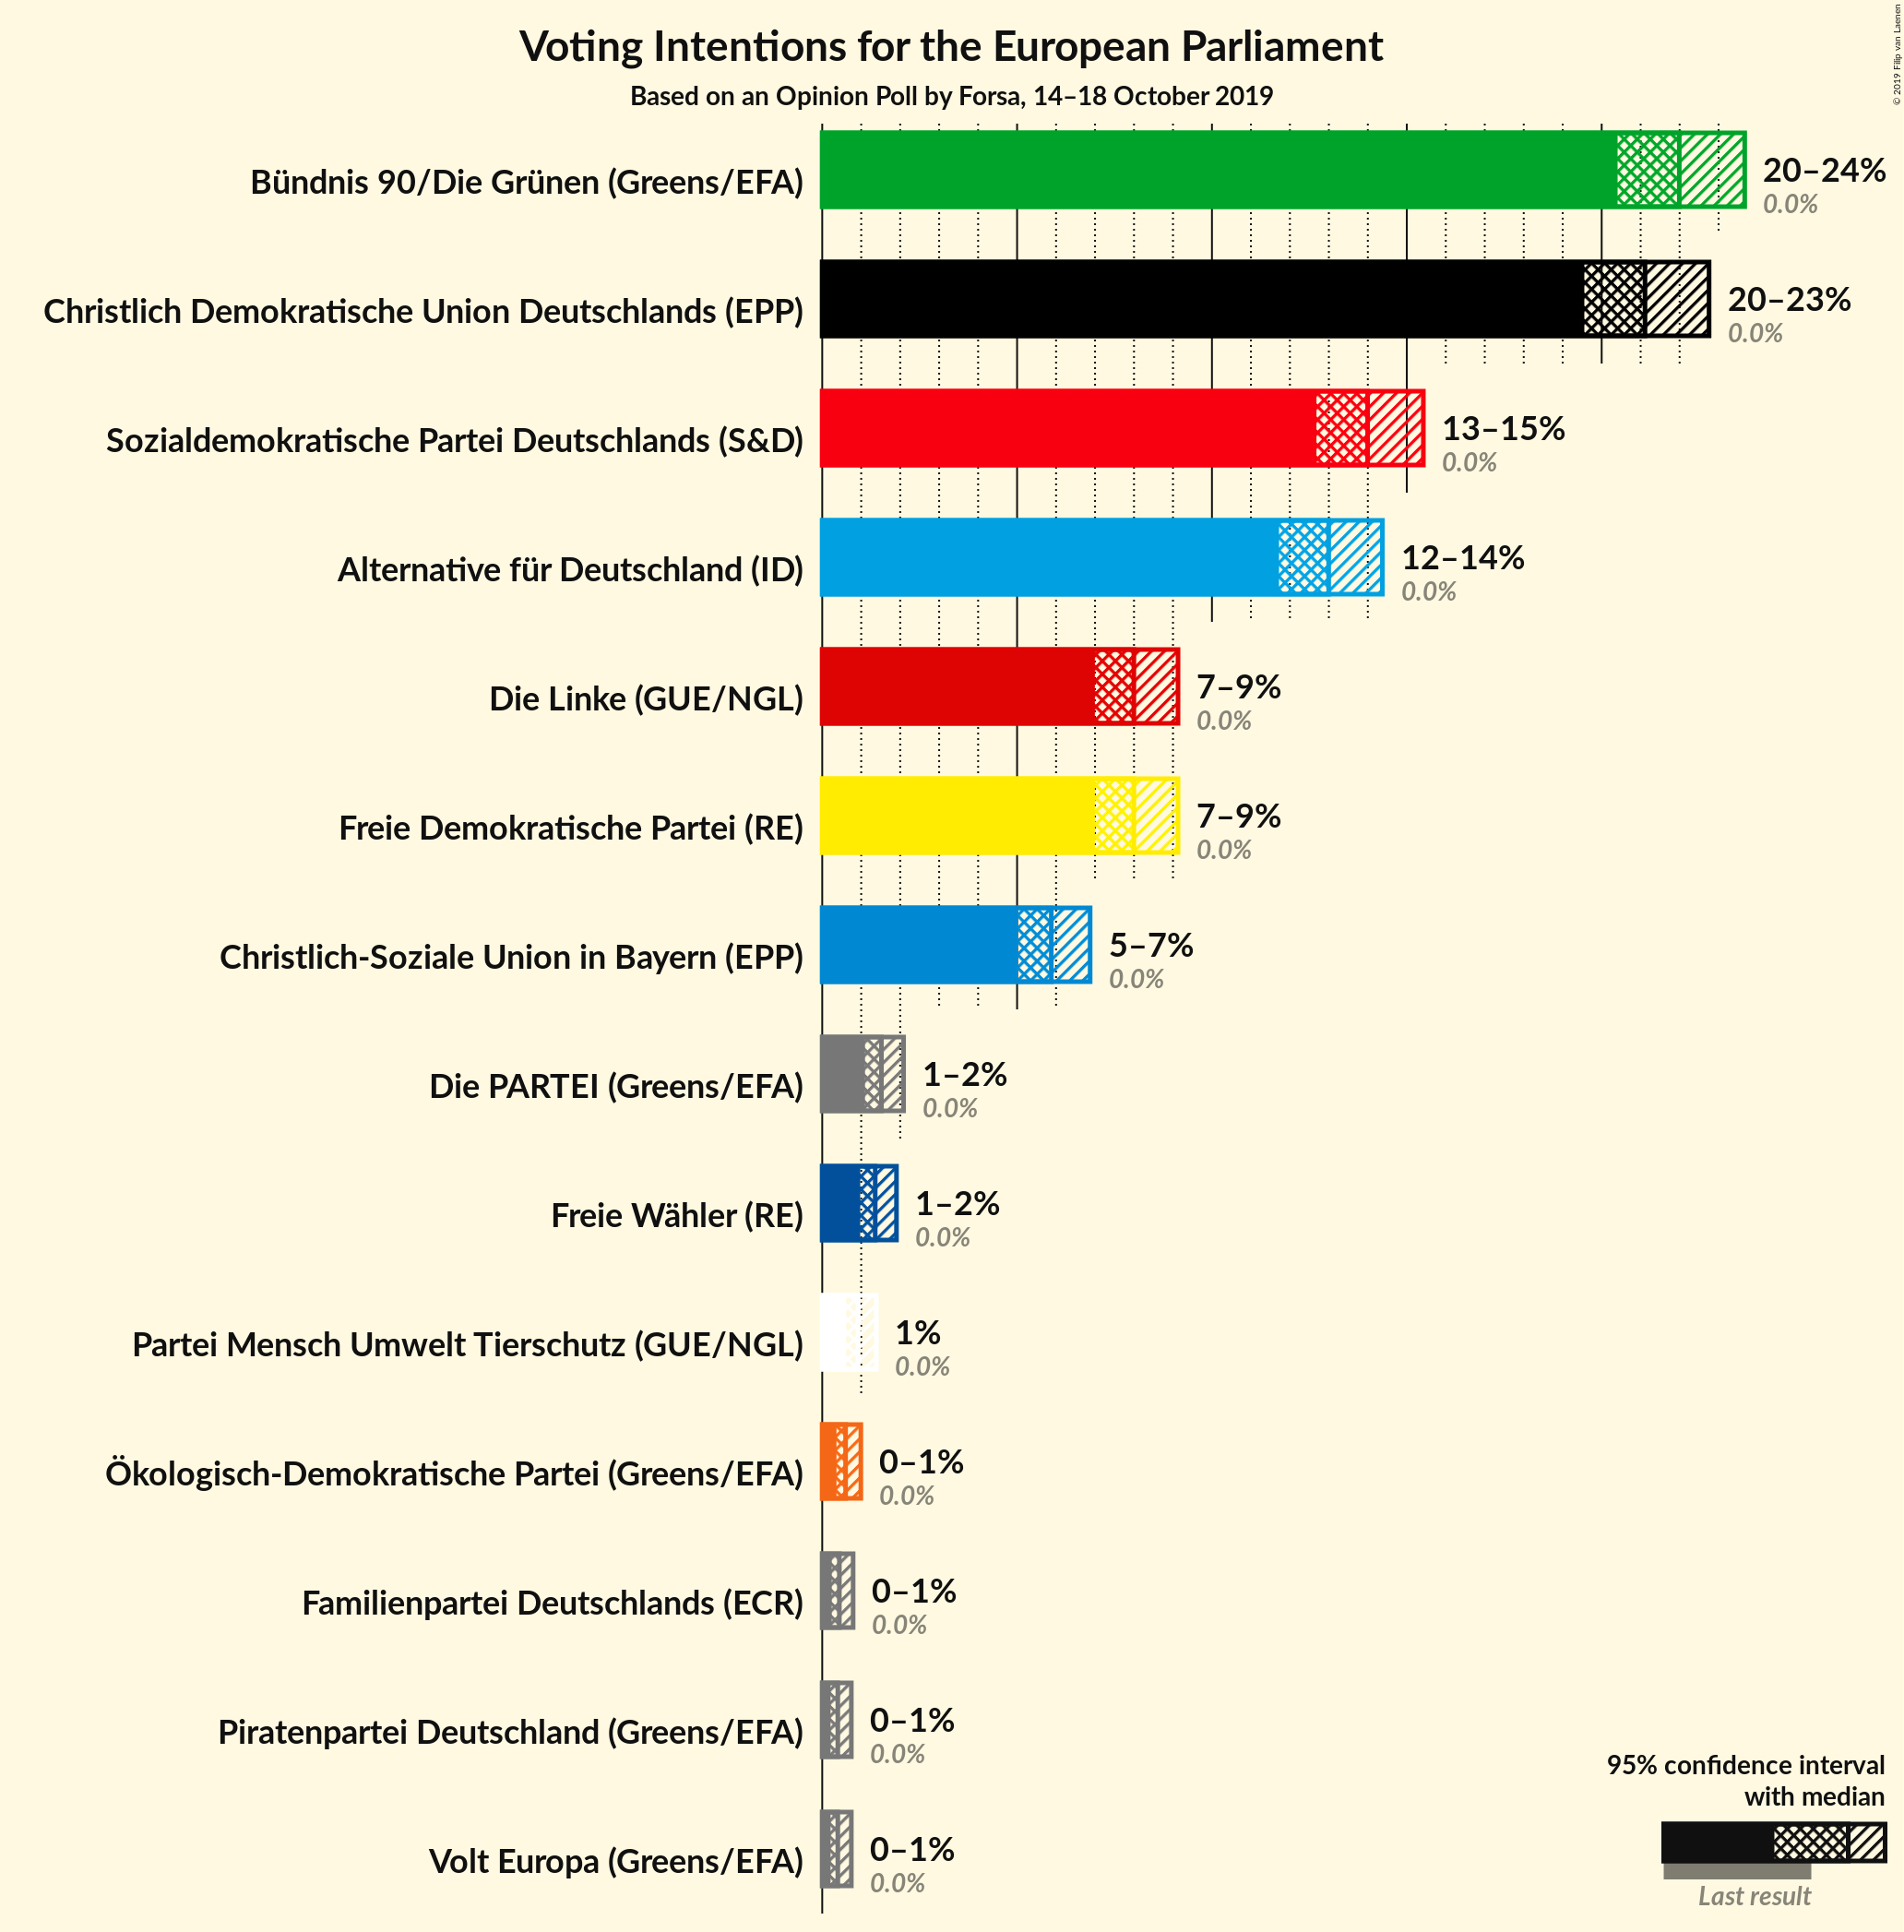 Voting Intentions for the European Parliament
Based on an Opinion Poll by Forsa, 14–18 October 2019
© 2019 Filip van Laenen
Bündnis 90/Die Grünen (Greens/EFA)
20–24%
0.0%
Christlich Demokratische Union Deutschlands (EPP)
20–23%
0.0%
Sozialdemokratische Partei Deutschlands (S&D)
13–15%
0.0%
Alternative für Deutschland (ID)
12–14%
0.0%
Die Linke (GUE/NGL)
7–9%
0.0%
Freie Demokratische Partei (RE)
7–9%
0.0%
Christlich-Soziale Union in Bayern (EPP)
5–7%
0.0%
Die PARTEI (Greens/EFA)
1–2%
0.0%
Freie Wähler (RE)
1–2%
0.0%
Partei Mensch Umwelt Tierschutz (GUE/NGL)
1%
0.0%
Ökologisch-Demokratische Partei (Greens/EFA)
0–1%
0.0%
Familienpartei Deutschlands (ECR)
0–1%
0.0%
Piratenpartei Deutschland (Greens/EFA)
0–1%
0.0%
Volt Europa (Greens/EFA)
0–1%
0.0%
95% confidence interval
with median
Last result